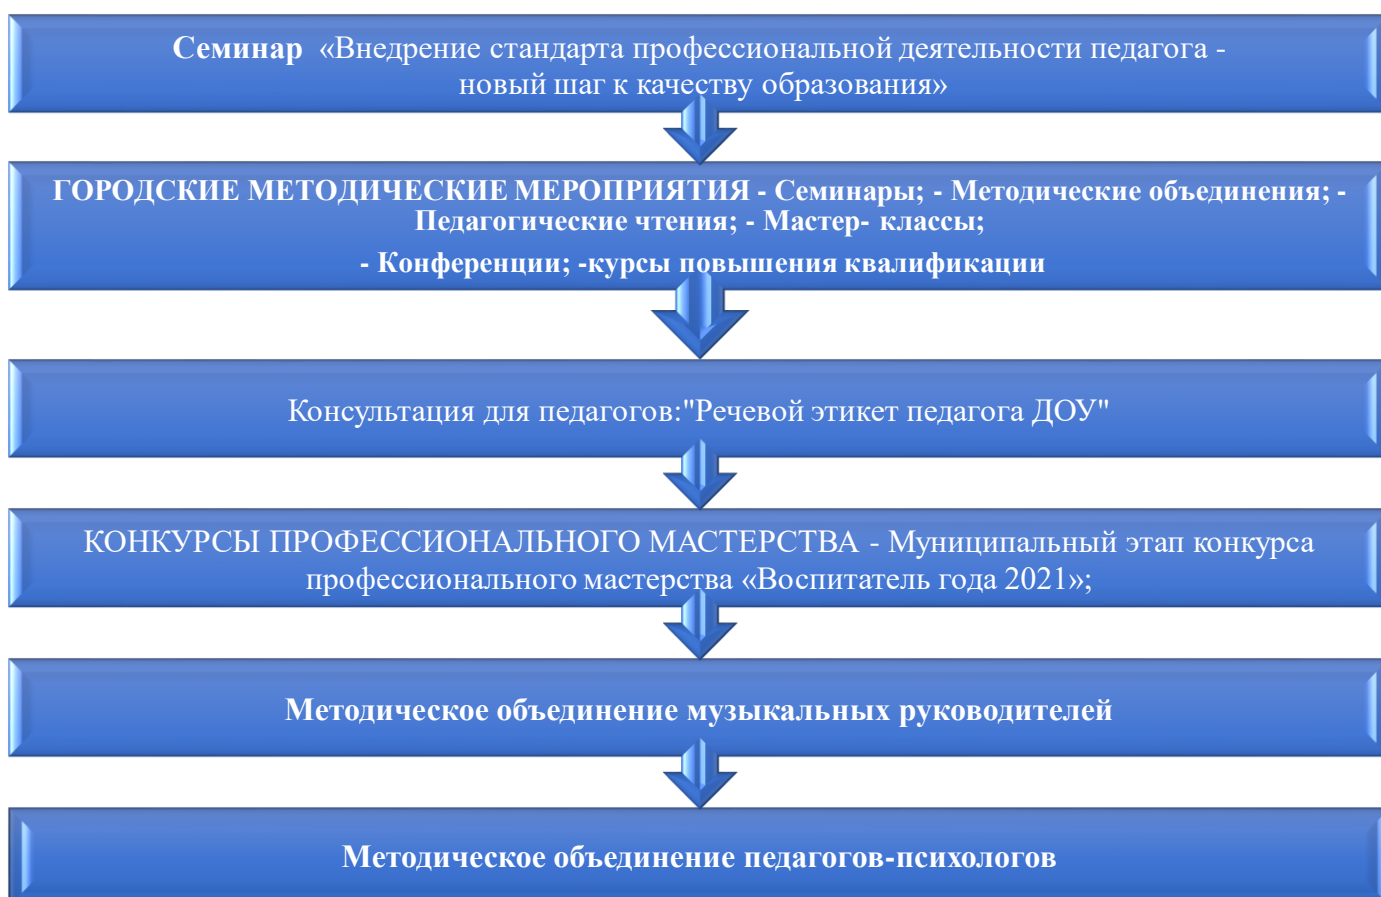 Семинар «Внедрение стандарта профессиональной деятельности педагога -
новый шаг к качеству образования»
ГОРОДСКИЕ МЕТОДИЧЕСКИЕ МЕРОПРИЯТИЯ - Семинары; - Методические объединения; -
Педагогические чтения; - Мастер- классы;
- Конференции; -курсы повышения квалификации
Консультация для педагогов:"Речевой этикет педагога ДОУ"
КОНКУРСЫ ПРОФЕССИОНАЛЬНОГО МАСТЕРСТВА - Муниципальный этап конкурса
профессионального мастерства «Воспитатель года 2021»;
Методическое объединение музыкальных руководителей
Методическое объединение педагогов-психологов